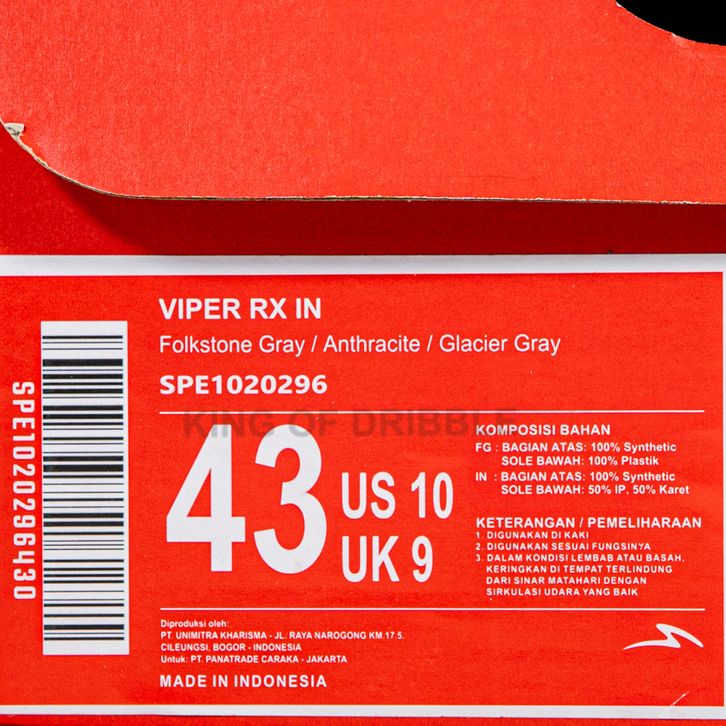 VIPER RX IN
Folkstone Gray / Anthracite / Glacier Gray
SPE1020296
KING OF DRIBBLE
SPE1020296430
43
US 10
UK 9
KOMPOSISI BAHAN
FG : BAGIAN ATAS: 100% Synthetic
SOLE BAWAH: 100% Plastik
IN : BAGIAN ATAS: 100% Synthetic
SOLE BAWAH: 50% IP. 50% Karet
KETERANGAN / PEMELIHARAAN
1. DIGUNAKAN DI KAKI
2. DIGUNAKAN SESUAI FUNGSINYA
3. DALAM KONDISI LEMBAB ATAU BASAH,
KERINGKAN DI TEMPAT TERLINDUNG
DARI SINAR MATAHARI DENGAN
SIRKULASI UDARA YANG BAIK
Diproduksi oleh:
PT. UNIMITRA KHARISMA - JL. RAYA NAROGONG KM 17.5,
CILEUNGSI, BOGOR - INDONESIA
Untuk: PT. PANATRADE CARAKA - JAKARTA
MADE IN INDONESIA